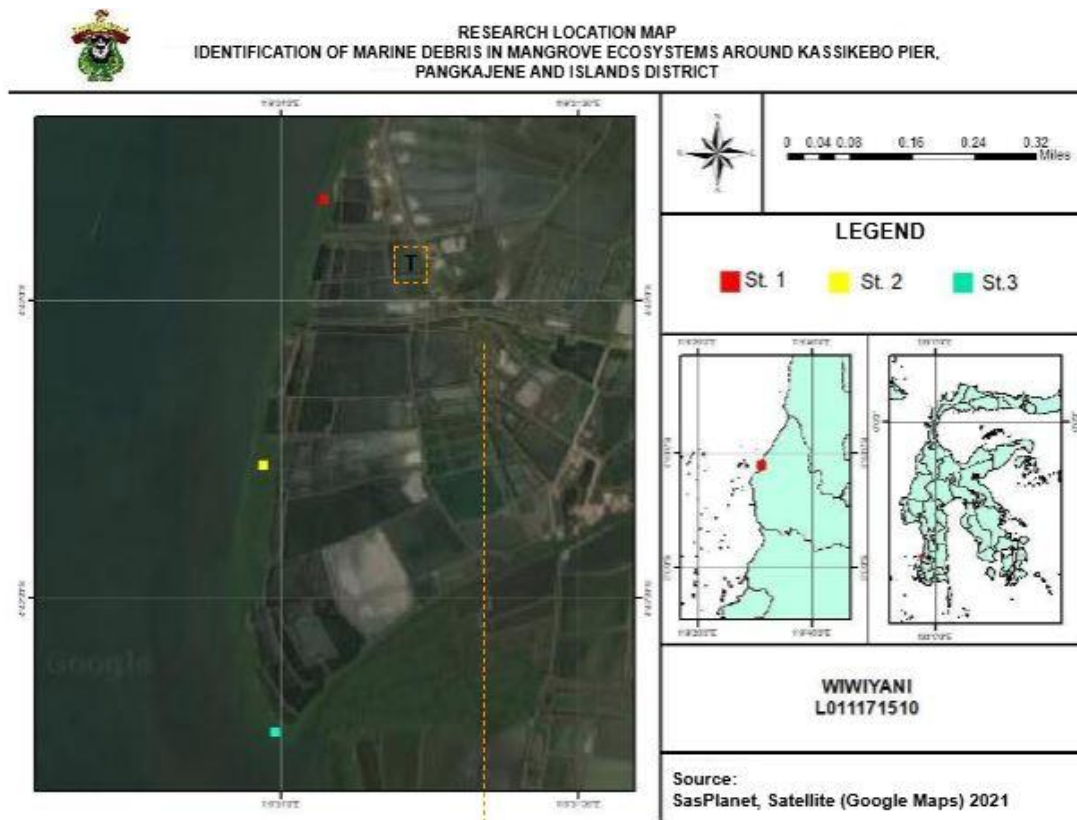 RESEARCH LOCATION MAP
IDENTIFICATION OF MARINE DEBRIS IN MANGROVE ECOSYSTEMS AROUND KASSIKEBO PIER,
PANGKAJENE AND ISLANDS DISTRICT
0 0.04 0.08 0.16 0.24 0.32
Miles
LEGEND
St. 1 St. 2 St.3
T
Google
WIWIYANI
L011171510
Source:
SasPlanet, Satellite (Google Maps) 2021